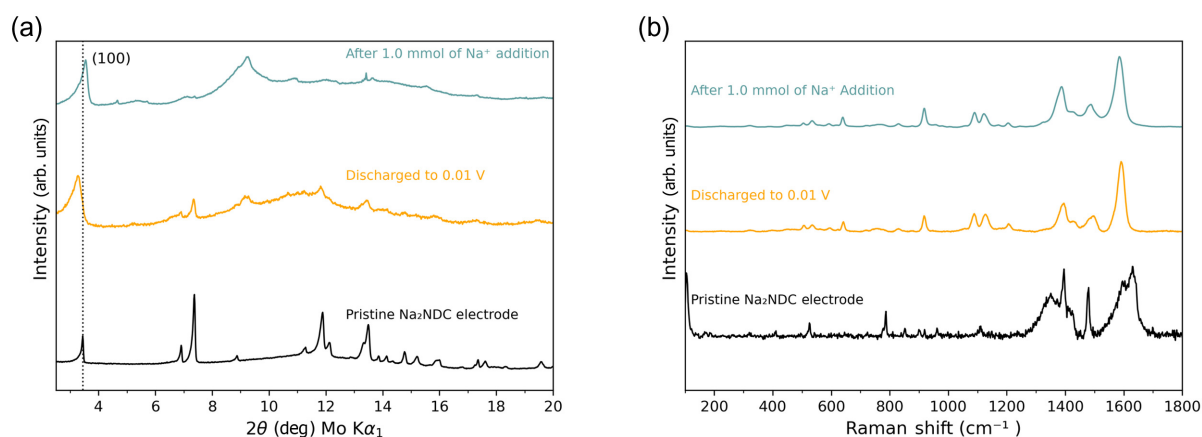 (a)
(100)
After 1.0 mmol of Na⁺ addition
Discharged to 0.01 V
Pristine Na₂NDC electrode
Intensity (arb. units)
4 6 8 10 12 14 16 18 20
2θ (deg) Mo Kα₁
(b)
After 1.0 mmol of Na⁺ Addition
Discharged to 0.01 V
Pristine Na₂NDC electrode
Intensity (arb. units)
200 400 600 800 1000 1200 1400 1600 1800
Raman shift (cm⁻¹ )